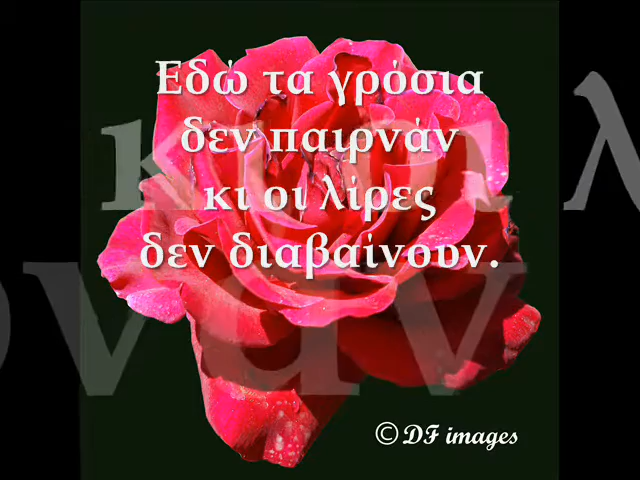 Εδώ τα γρόσια
δεν παιρνάν
κι οι λίρες
δεν διαβαίνουν.
© DF images